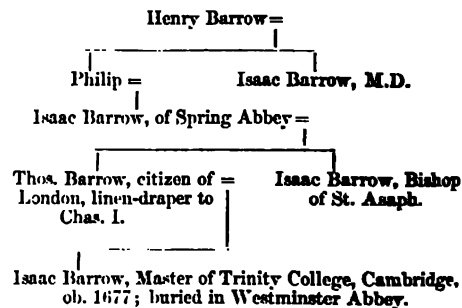 Henry Barrow=
Philip = Isaac Barrow, M.D.
Isaac Barrow, of Spring Abbey=
Thos. Barrow, citizen of =
London, linen-draper to
Chas. I.
Isaac Barrow, Bishop
of St. Asaph.
Isaac Barrow, Master of Trinity College, Cambridge,
ob. 1677; buried in Westminster Abbey.